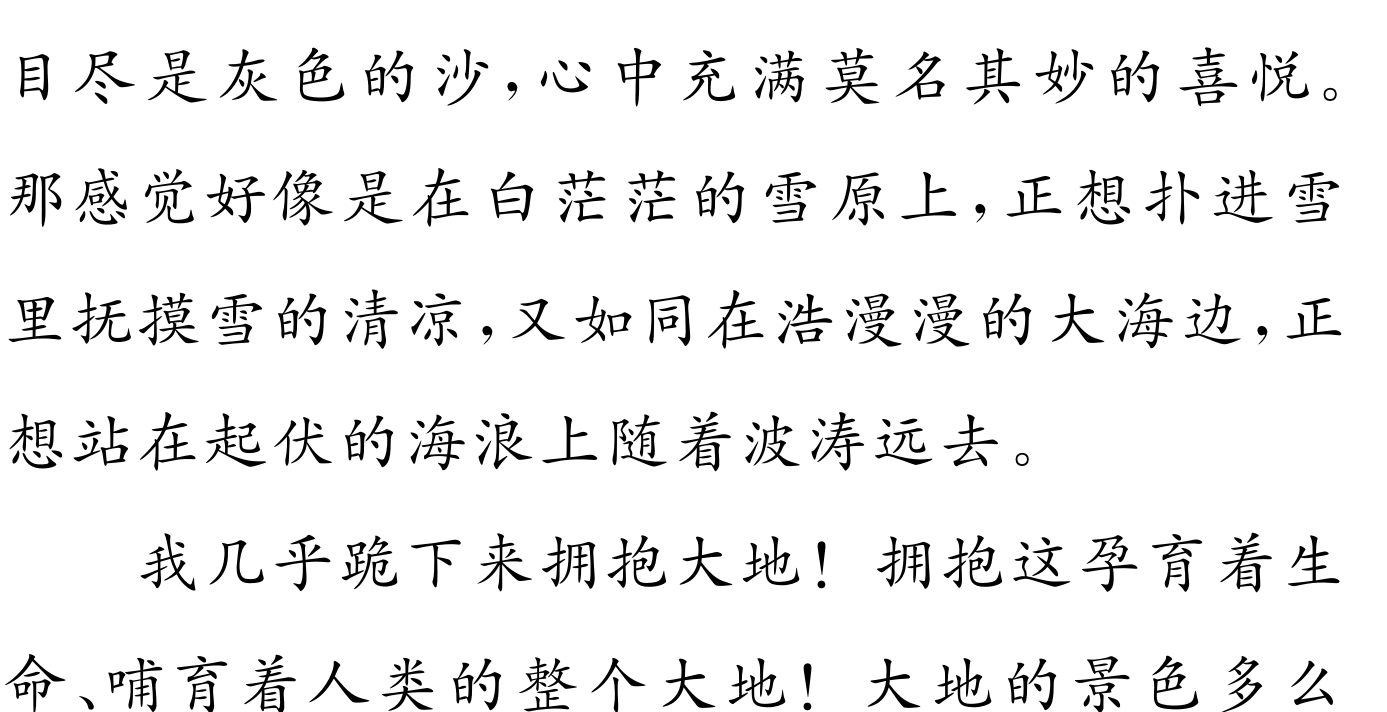 目尽是灰色的沙，心中充满莫名其妙的喜悦。
那感觉好像是在白茫茫的雪原上，正想扑进雪
里抚摸雪的清凉，又如同在浩漫漫的大海边，正
想站在起伏的海浪上随着波涛远去。
我几乎跪下来拥抱大地！拥抱这孕育着生
命、哺育着人类的整个大地！大地的景色多么